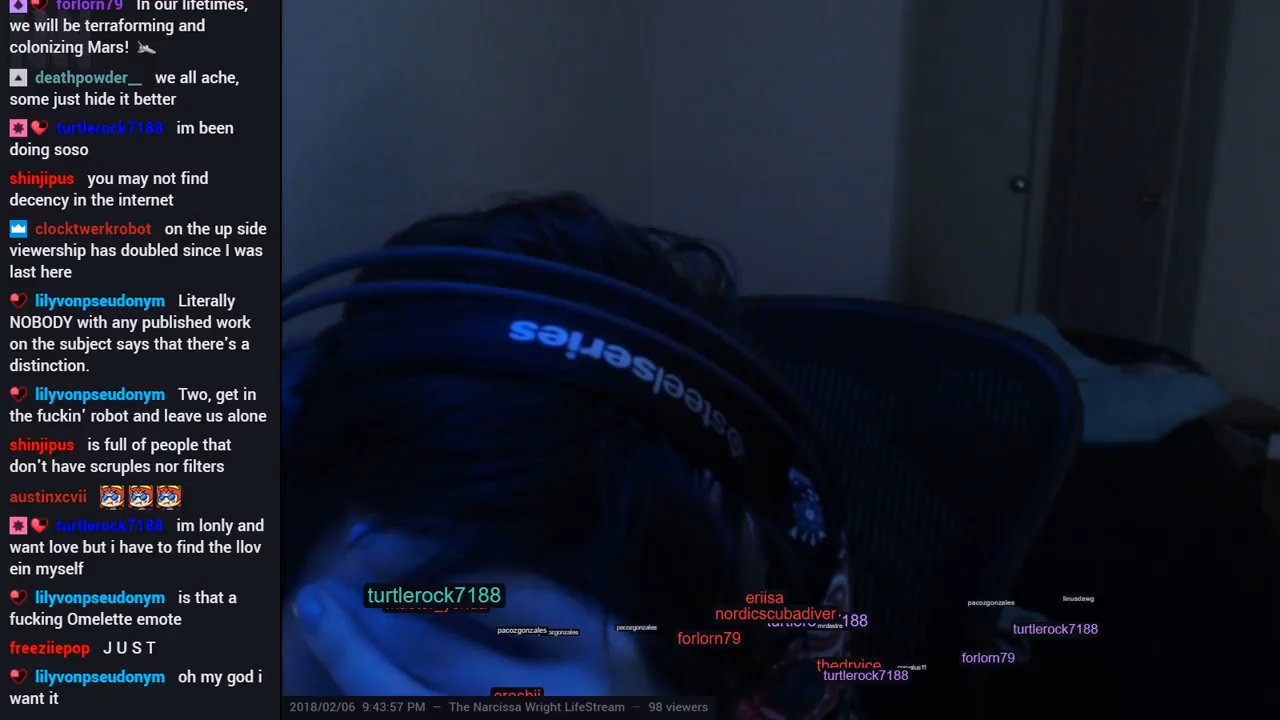 forlorn79 In our lifetimes,
we will be terraforming and
colonizing Mars!
deathpowder__ we all ache,
some just hide it better
turtlerock7188 im been
doing soso
shinjipus you may not find
decency in the internet
clocktwerkrobot on the up side
viewership has doubled since I was
last here
lilyvonpseudonym Literally
NOBODY with any published work
on the subject says that there's a
distinction.
lilyvonpseudonym Two, get in
the fuckin' robot and leave us alone
shinjipus is full of people that
don't have scruples nor filters
austinxcvii
turtlerock7188 im lonly and
want love but i have to find the llov
ein myself
lilyvonpseudonym is that a
fucking Omelette emote
freeziiepop J U S T
lilyvonpseudonym oh my god i
want it
steelseries
turtlerock7188
eriisa
nordicscubadiver
188
forlorn79
pacozgonzales
pacozgonzales
pacozgonzales
linusdawg
turtlerock7188
forlorn79
thedrvice
turtlerock7188
2018/02/06 9:43:57 PM – The Narcissa Wright LifeStream – 98 viewers